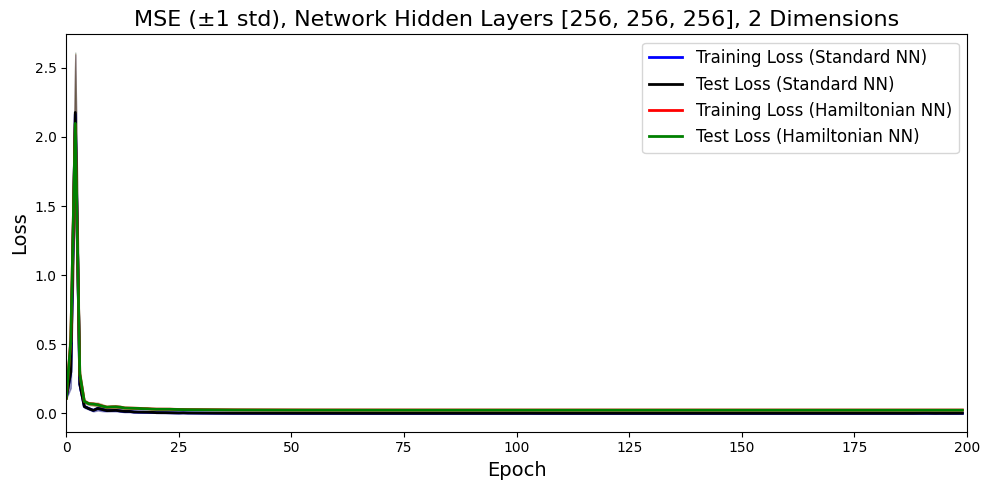 MSE (±1 std), Network Hidden Layers [256, 256, 256], 2 Dimensions
Training Loss (Standard NN)
Test Loss (Standard NN)
Training Loss (Hamiltonian NN)
Test Loss (Hamiltonian NN)
Loss
2.5
2.0
1.5
1.0
0.5
0.0
0 25 50 75 100 125 150 175 200
Epoch